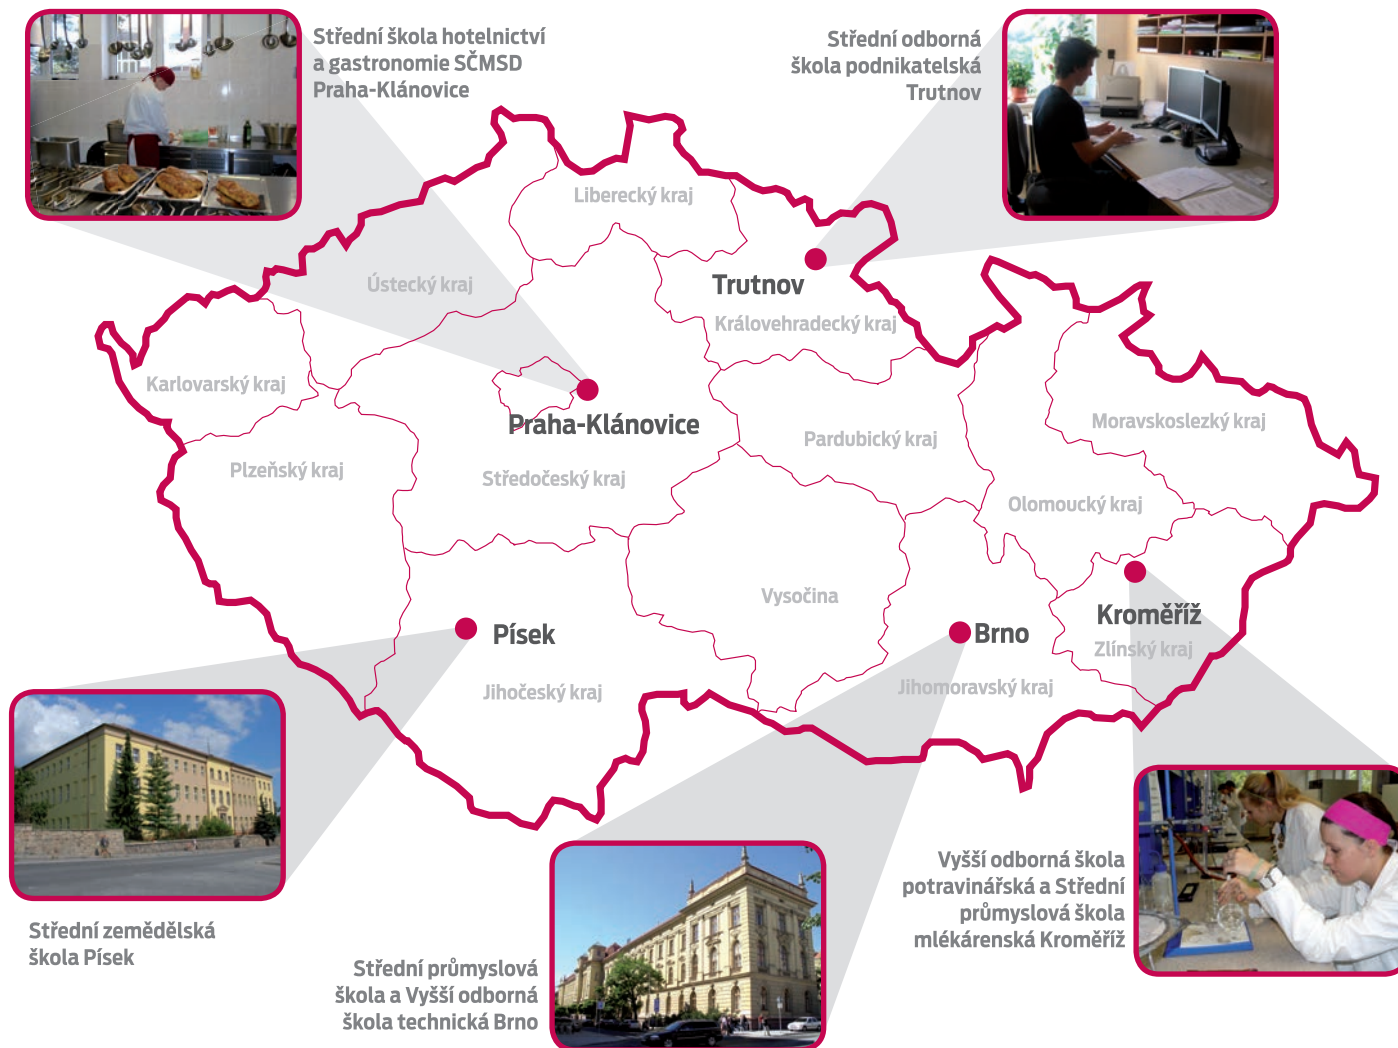 Střední škola hotelnictví
a gastronomie SČMSD
Praha-Klánovice
Střední odborná
škola podnikatelská
Trutnov
Liberecký kraj
Ústecký kraj
Trutnov
Královehradecký kraj
Karlovarský kraj
Praha-Klánovice
Pardubický kraj
Moravskoslezký kraj
Plzeňský kraj
Středočeský kraj
Olomoucký kraj
Vysočina
Kroměříž
Písek
Brno
Zlínský kraj
Jihočeský kraj
Jihomoravský kraj
Střední zemědělská
škola Písek
Střední průmyslová
škola a Vyšší odborná
škola technická Brno
Vyšší odborná škola
potravinářská a Střední
průmyslová škola
mlékárenská Kroměříž